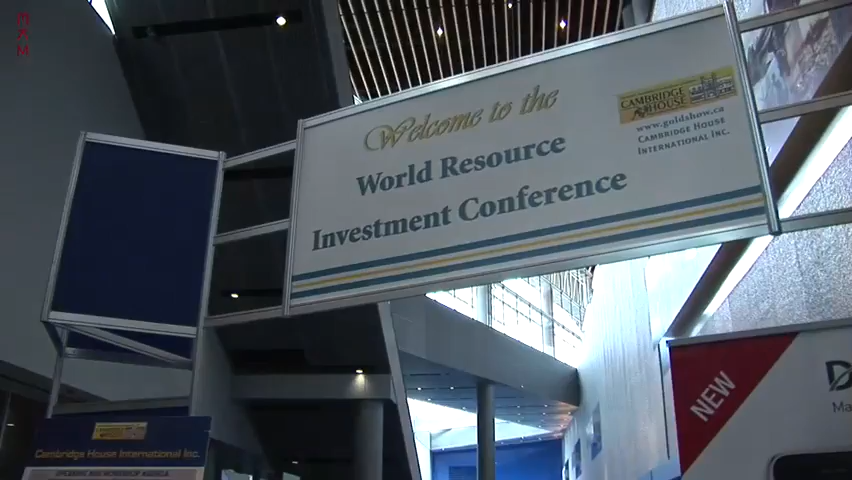 Welcome to the
World Resource
Investment Conference
CAMBRIDGE
HOUSE
www.goldshow.ca
CAMBRIDGE HOUSE
INTERNATIONAL INC.
NEW
Cambridge House International Inc.